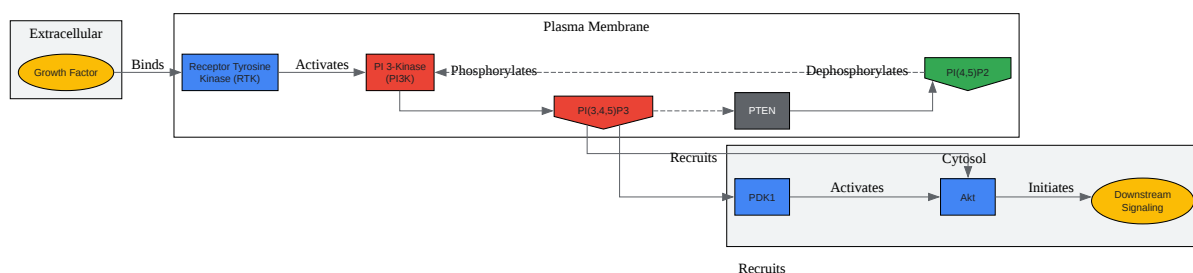 Plasma Membrane
Extracellular
Growth Factor
Binds
Receptor Tyrosine
Kinase (RTK)
Activates
PI 3-Kinase
(PI3K)
Phosphorylates
Dephosphorylates
PI(4,5)P2
PI(3,4,5)P3
PTEN
Recruits
Cytosol
PDK1
Activates
Akt
Initiates
Downstream
Signaling
Recruits